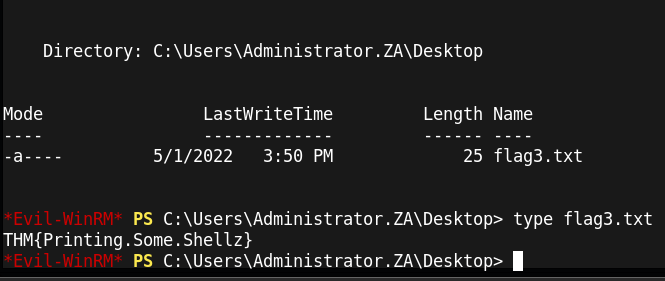 Directory: C:\Users\Administrator.ZA\Desktop
Mode LastWriteTime Length Name
---- ------------- ------ ----
-a---- 5/1/2022 3:50 PM 25 flag3.txt
*Evil-WinRM* PS C:\Users\Administrator.ZA\Desktop> type flag3.txt
THM{Printing.Some.Shellz}
*Evil-WinRM* PS C:\Users\Administrator.ZA\Desktop>